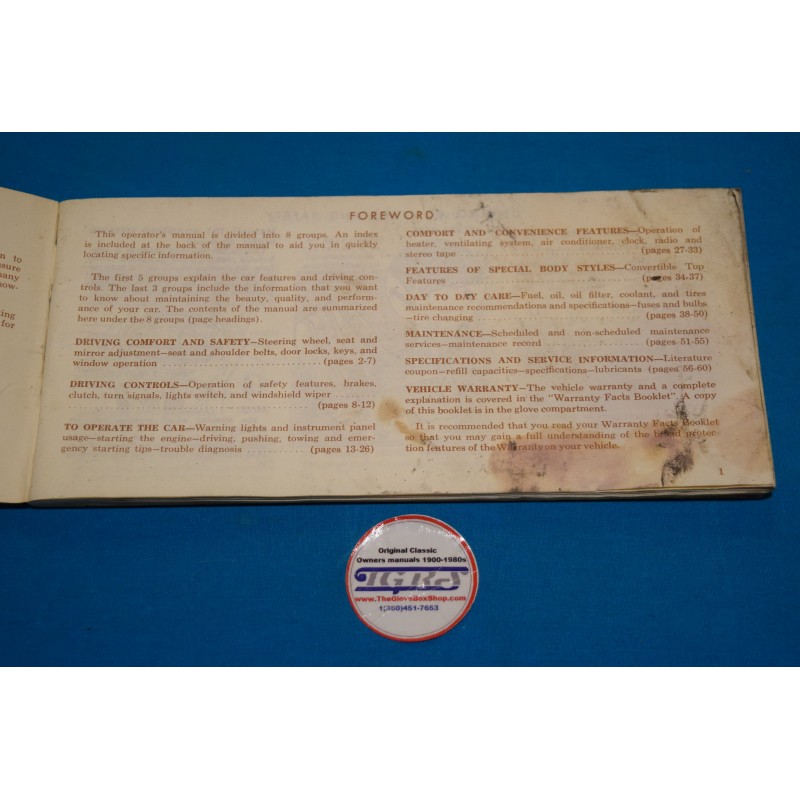 n to
ssure
many
now-
ting
for
FOREWORD
This operator's manual is divided into 8 groups. An index
is included at the back of the manual to aid you in quickly
locating specific information.
The first 5 groups explain the car features and driving con-
trols. The last 3 groups include the information that you want
to know about maintaining the beauty, quality, and perform-
ance of your car. The contents of the manual are summarized
here under the 8 groups (page headings).
DRIVING COMFORT AND SAFETY—Steering wheel, seat and
mirror adjustment—seat and shoulder belts, door locks, keys, and
window operation (pages 2-7)
DRIVING CONTROLS—Operation of safety features, brakes,
clutch, turn signals, lights switch, and windshield wiper
(pages 8-12)
TO OPERATE THE CAR—Warning lights and instrument panel
usage—starting the engine—driving, pushing, towing and emer-
gency starting tips—trouble diagnosis (pages 13-26)
COMFORT AND CONVENIENCE FEATURES—Operation of
heater, ventilating system, air conditioner, clock, radio and
stereo tape (pages 27-33)
FEATURES OF SPECIAL BODY STYLES—Convertible Top
Features (pages 34-37)
DAY TO DAY CARE—Fuel, oil, oil filter, coolant, and tires
maintenance recommendations and specifications—fuses and bulbs
—tire changing (pages 38-50)
MAINTENANCE—Scheduled and non-scheduled maintenance
services—maintenance record (pages 51-55)
SPECIFICATIONS AND SERVICE INFORMATION—Literature
coupon—refill capacities—specifications—lubricants (pages 56-60)
VEHICLE WARRANTY—The vehicle warranty and a complete
explanation is covered in the "Warranty Facts Booklet". A copy
of this booklet is in the glove compartment.
It is recommended that you read your Warranty Facts Booklet
so that you may gain a full understanding of the broad protec-
tion features of the Warranty on your vehicle.
1
Original Classic
Owners manuals 1900-1980s
TGBS
www.TheGloveBoxShop.com
1(360)451-7653